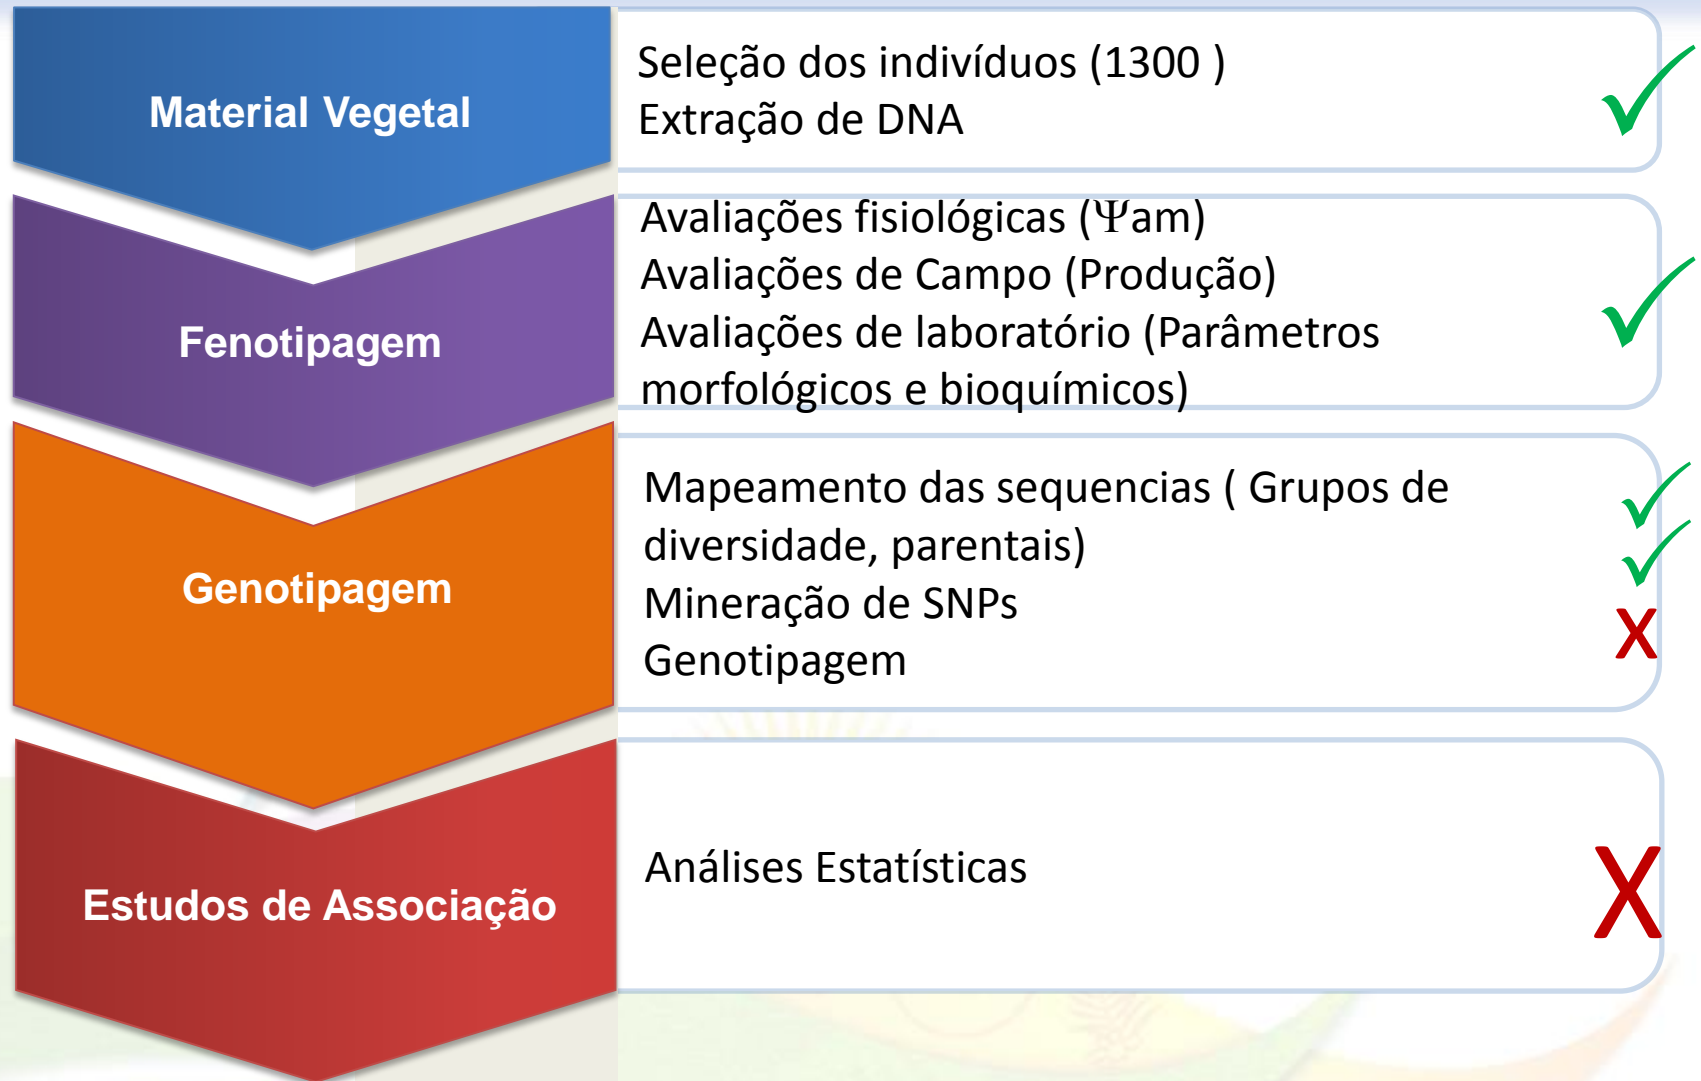 Material Vegetal
Seleção dos indivíduos (1300 )
Extração de DNA
Fenotipagem
Avaliações fisiológicas (Ψam)
Avaliações de Campo (Produção)
Avaliações de laboratório (Parâmetros
morfológicos e bioquímicos)
Genotipagem
Mapeamento das sequencias ( Grupos de
diversidade, parentais)
Mineração de SNPs
Genotipagem
X
Estudos de Associação
Análises Estatísticas
X